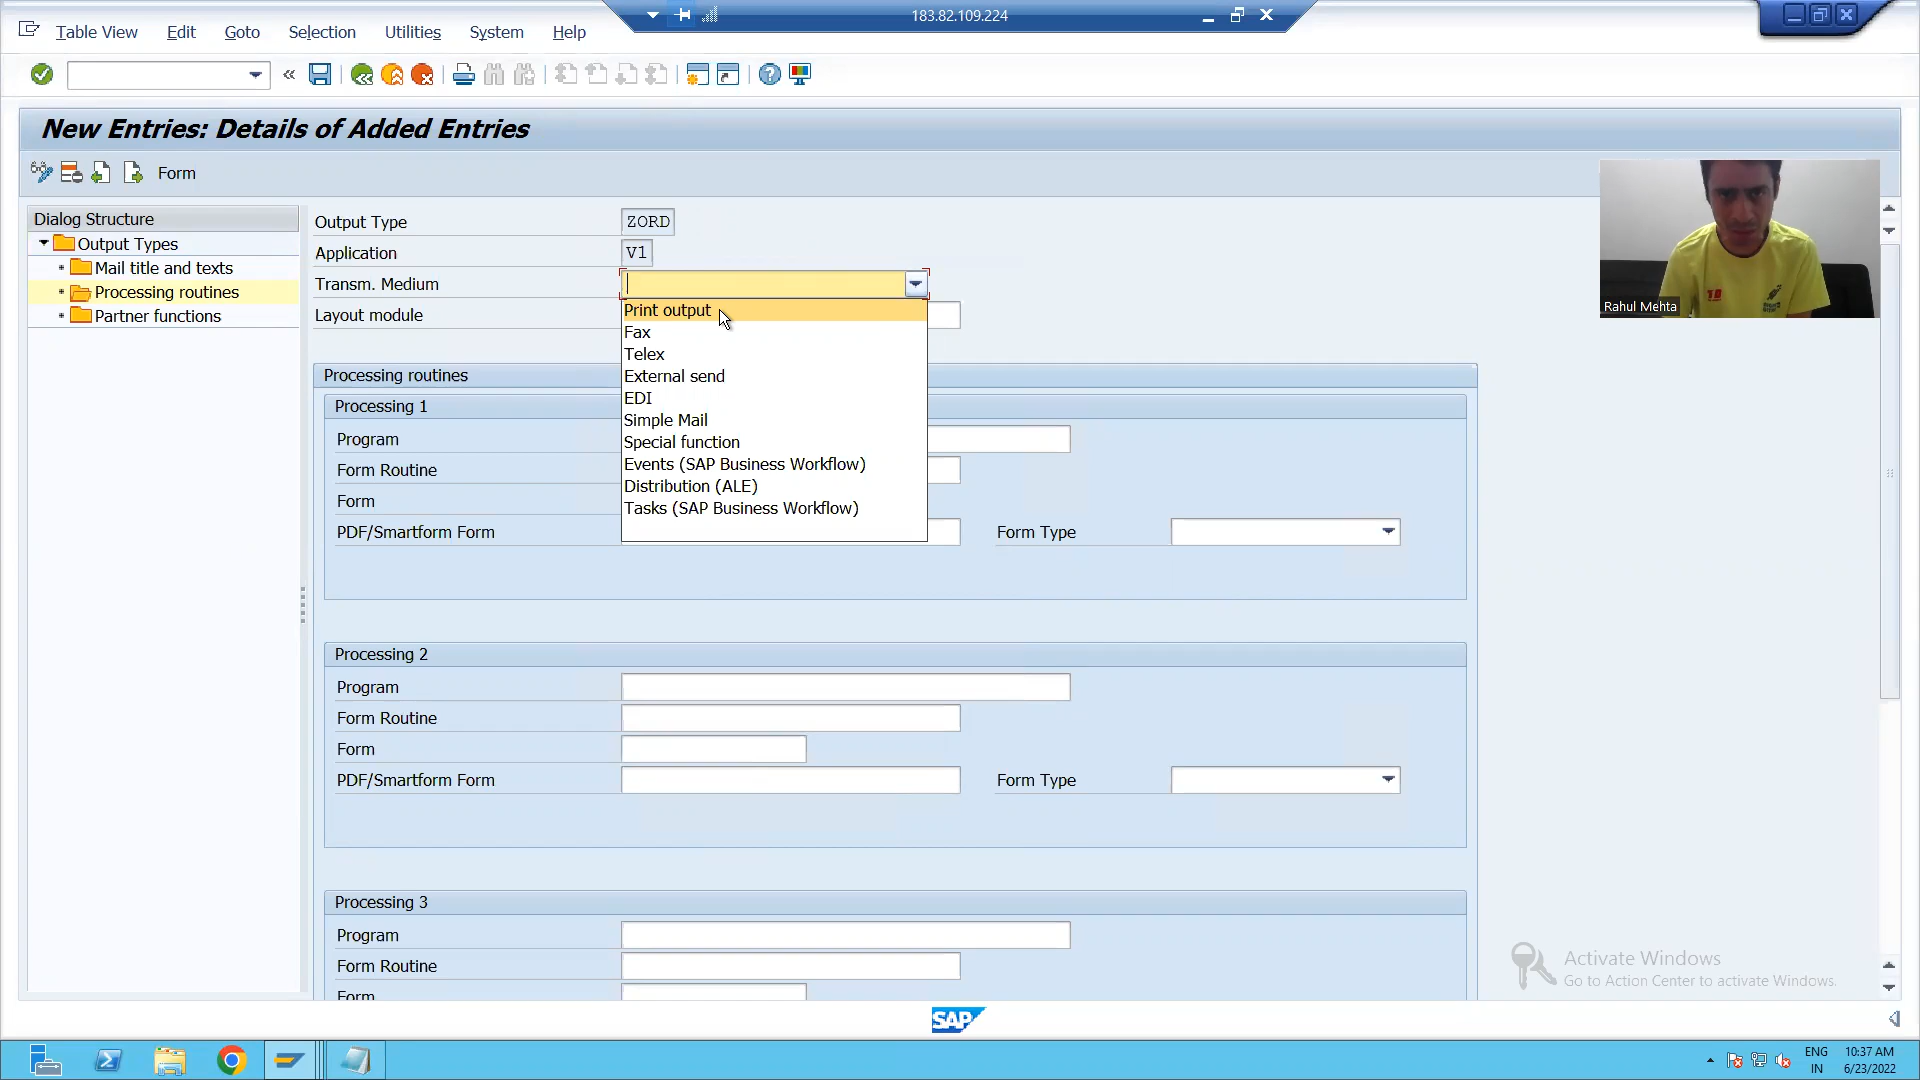 183.82.109.224
Table View Edit Goto Selection Utilities System Help
New Entries: Details of Added Entries
Form
Dialog Structure
Output Types
Mail title and texts
Processing routines
Partner functions
Output Type ZORD
Application V1
Transm. Medium
Layout module
Print output
Fax
Telex
External send
EDI
Simple Mail
Special function
Events (SAP Business Workflow)
Distribution (ALE)
Tasks (SAP Business Workflow)
Processing routines
Processing 1
Program
Form Routine
Form
PDF/Smartform Form Form Type
Processing 2
Program
Form Routine
Form
PDF/Smartform Form Form Type
Processing 3
Program
Form Routine
Form
Rahul Mehta
Activate Windows
Go to Action Center to activate Windows.
SAP
ENG
IN
10:37 AM
6/23/2022